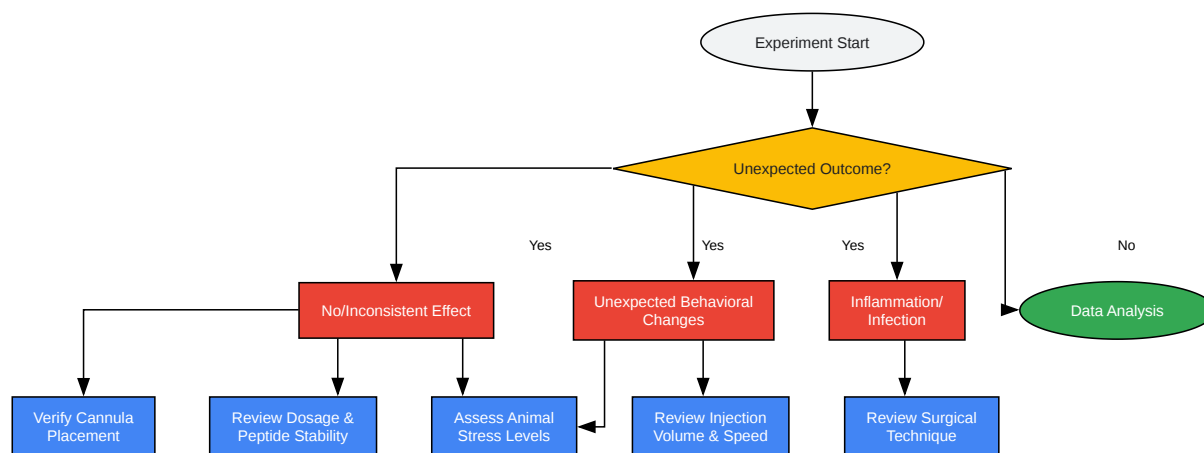 Experiment Start
Unexpected Outcome?
Yes
Yes
Yes
No
No/Inconsistent Effect
Unexpected Behavioral
Changes
Inflammation/
Infection
Data Analysis
Verify Cannula
Placement
Review Dosage &
Peptide Stability
Assess Animal
Stress Levels
Review Injection
Volume & Speed
Review Surgical
Technique